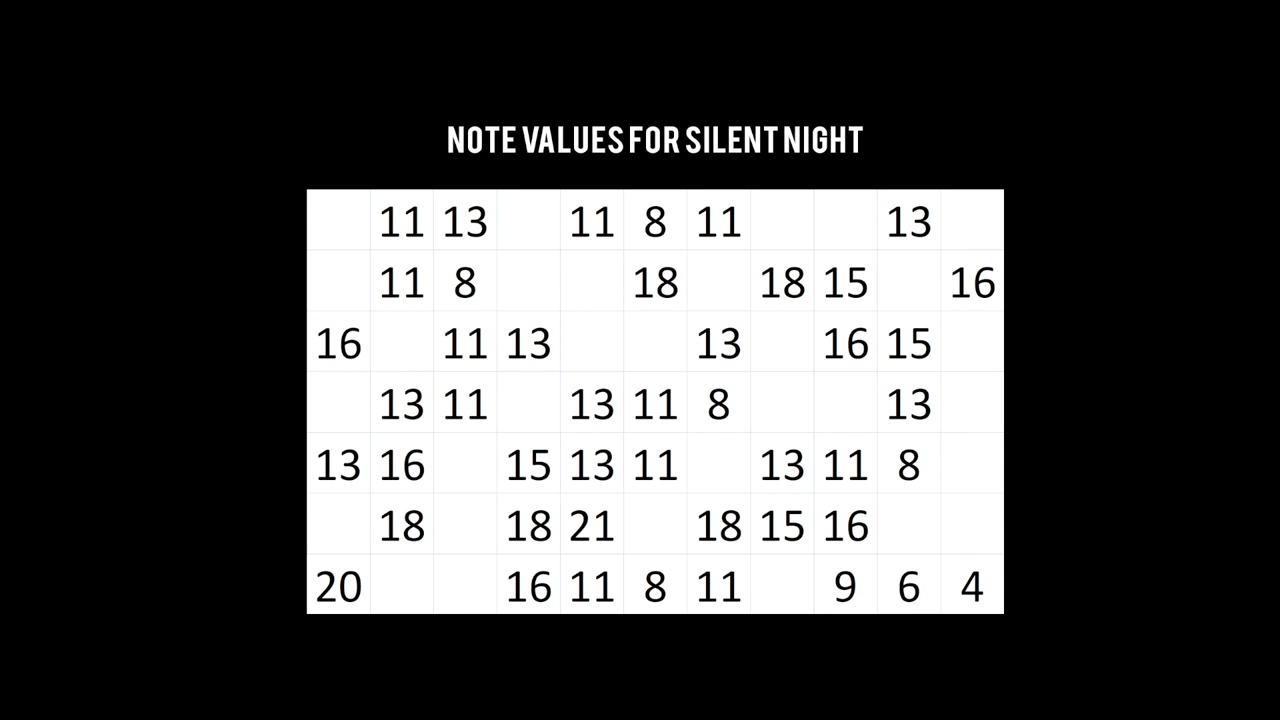 NOTE VALUES FOR SILENT NIGHT
11 13 11 8 11 13
11 8 18 18 15 16
16 11 13 13 16 15
13 11 13 11 8 13
13 16 15 13 11 13 11 8
18 18 21 18 15 16
20 16 11 8 11 9 6 4